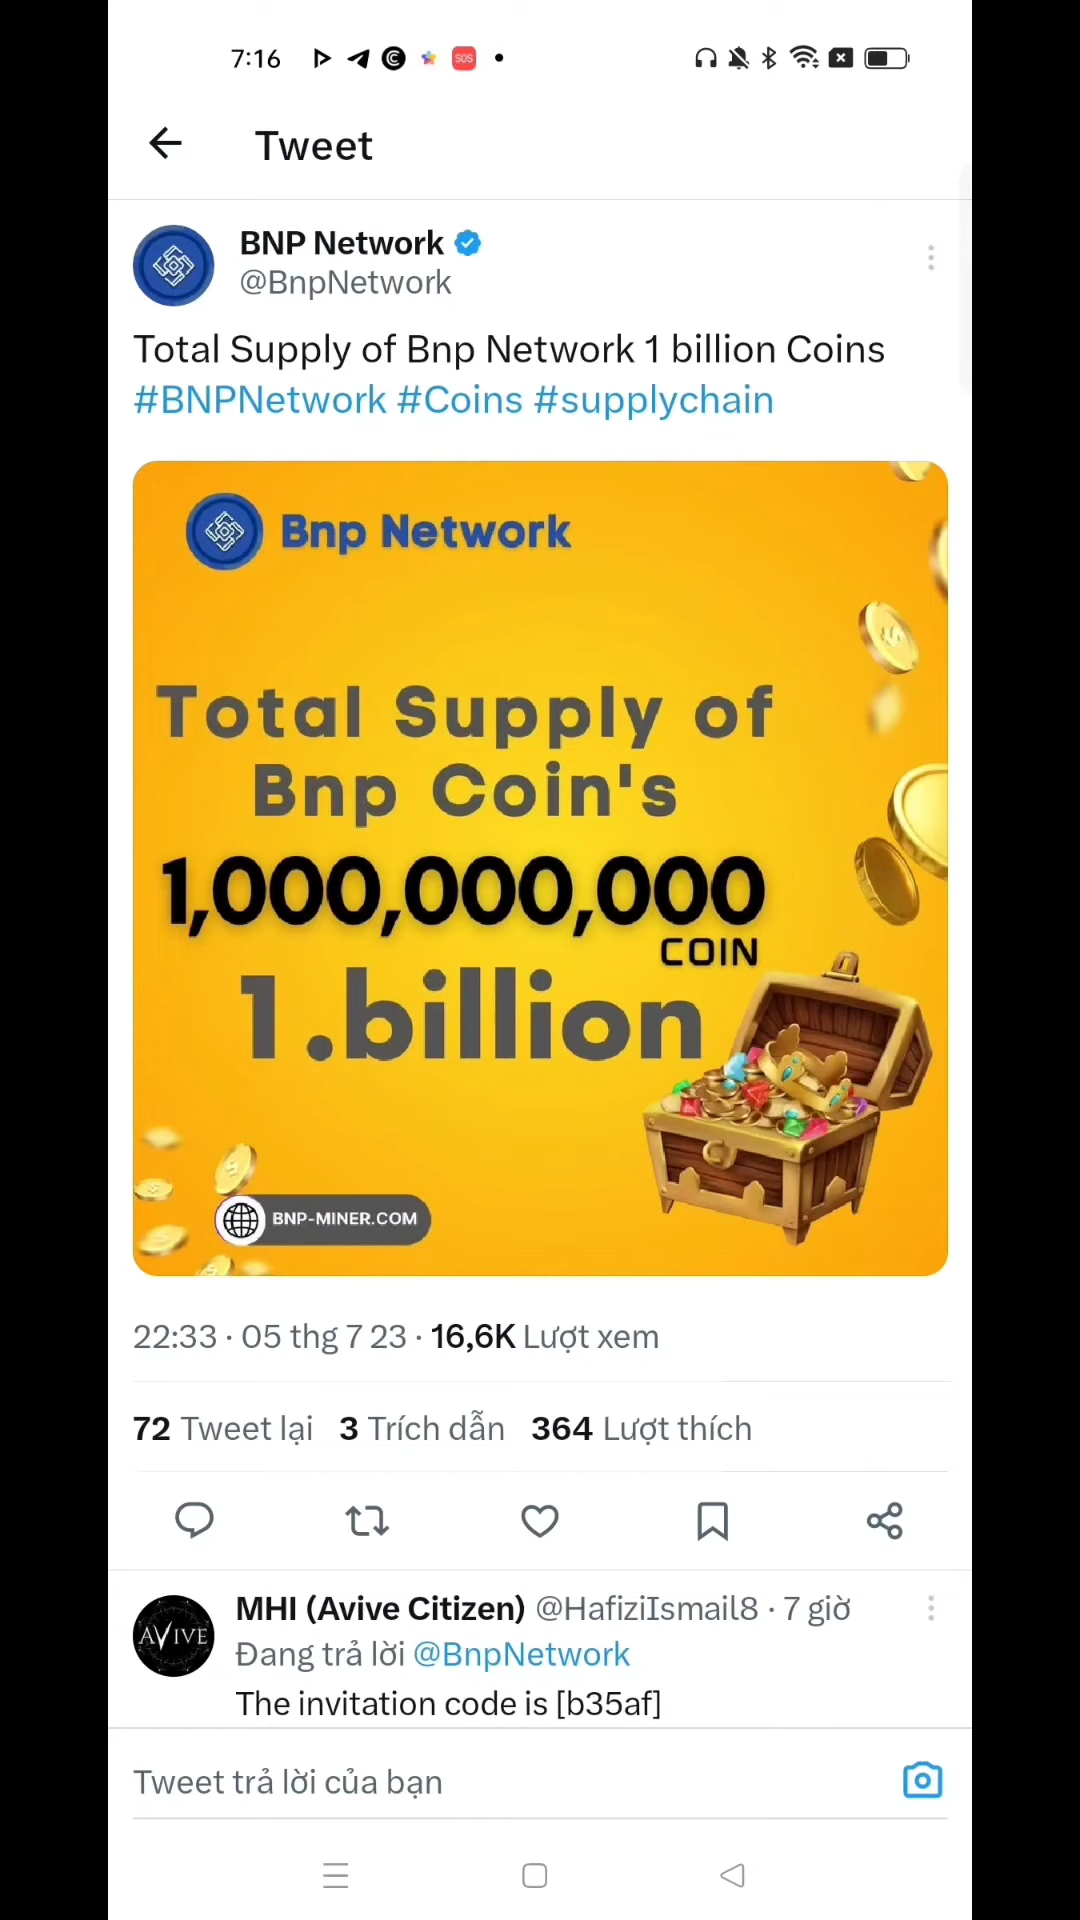 7:16
SOS
Tweet
BNP Network
@BnpNetwork
Total Supply of Bnp Network 1 billion Coins
#BNPNetwork #Coins #supplychain
Bnp Network
Total Supply of
Bnp Coin's
1,000,000,000
COIN
1.billion
BNP-MINER.COM
22:33 · 05 thg 7 23 · 16,6K Lượt xem
72 Tweet lại 3 Trích dẫn 364 Lượt thích
AVIVE
MHI (Avive Citizen) @HafiziIsmail8 · 7 giờ
Đang trả lời @BnpNetwork
The invitation code is [b35af]
Tweet trả lời của bạn